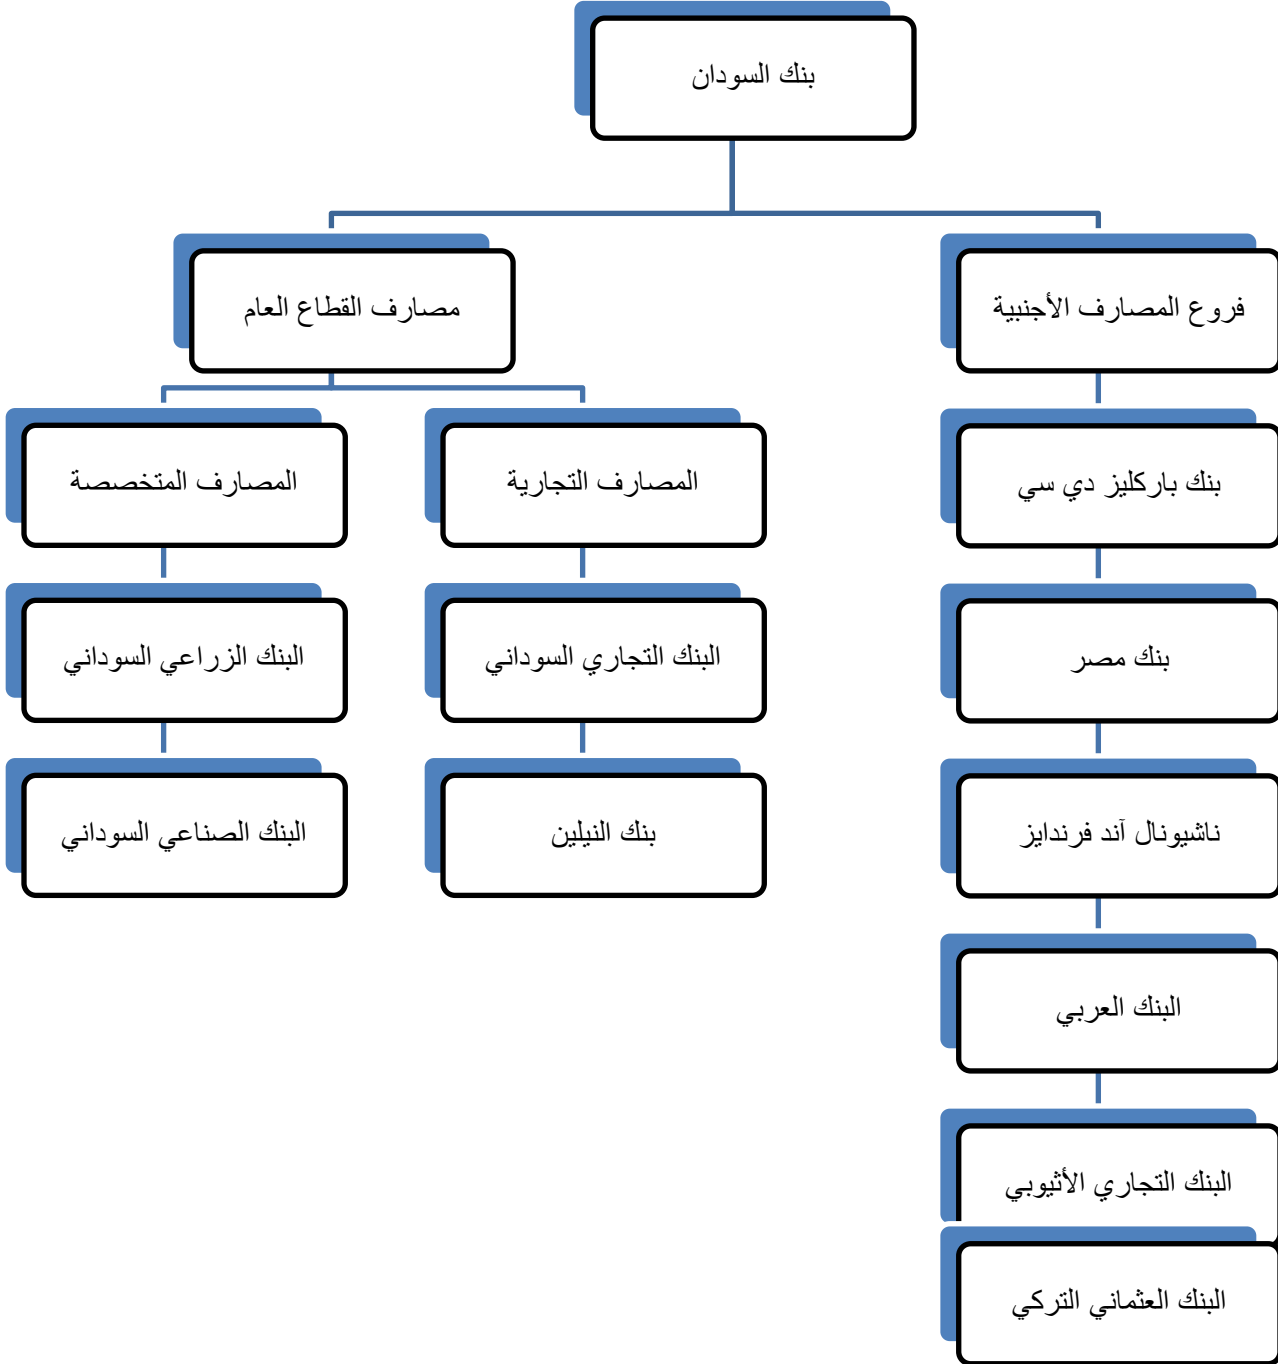 بنك السودان
فروع المصارف الأجنبية
مصارف القطاع العام
بنك باركليز دي سي
المصارف التجارية
المصارف المتخصصة
بنك مصر
البنك التجاري السوداني
البنك الزراعي السوداني
ناشيونال آند فرندايز
بنك النيلين
البنك الصناعي السوداني
البنك العربي
البنك التجاري الأثيوبي
البنك العثماني التركي